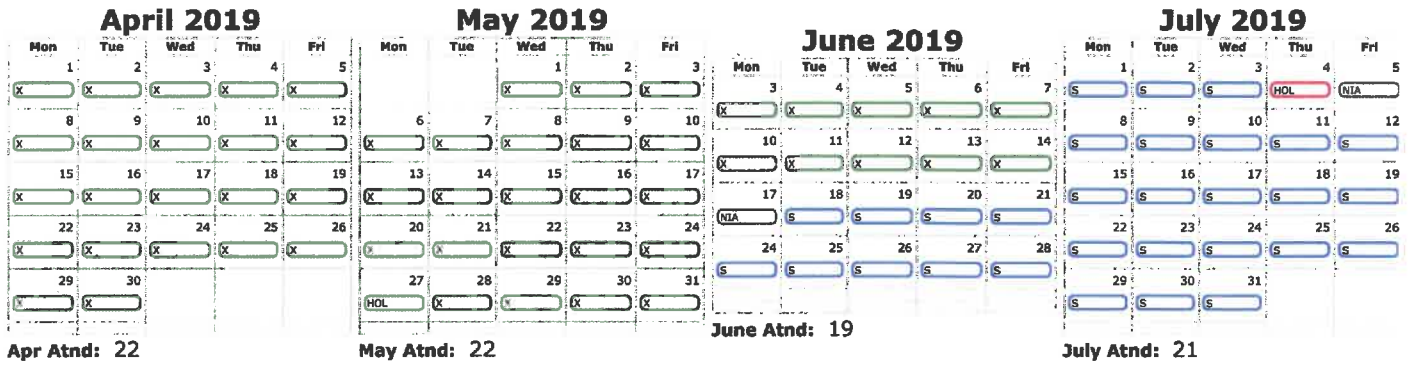 April 2019
Mon Tue Wed Thu Fri
1 2 3 4 5
X X X X X
8 9 10 11 12
X X X X X
15 16 17 18 19
X X X X X
22 23 24 25 26
X X X X X
29 30
X X
Apr Atnd: 22
May 2019
Mon Tue Wed Thu Fri
1 2 3
X X X
6 7 8 9 10
X X X X X
13 14 15 16 17
X X X X X
20 21 22 23 24
X X X X X
27 28 29 30 31
HOL X X X X
May Atnd: 22
June 2019
Mon Tue Wed Thu Fri
3 4 5 6 7
X X X X X
10 11 12 13 14
X X X X X
17 18 19 20 21
NIA S S S S
24 25 26 27 28
S S S S S
June Atnd: 19
July 2019
Mon Tue Wed Thu Fri
1 2 3 4 5
S S S HOL NIA
8 9 10 11 12
S S S S S
15 16 17 18 19
S S S S S
22 23 24 25 26
S S S S S
29 30 31
S S S
July Atnd: 21